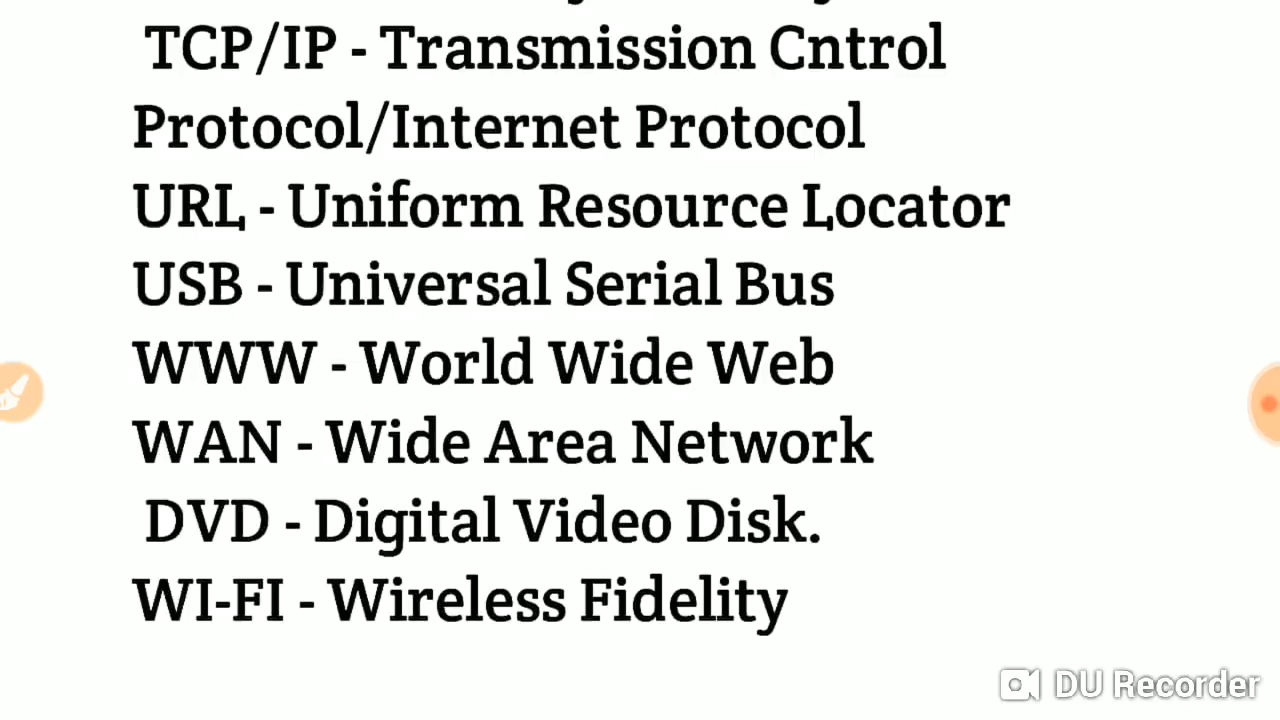 TCP/IP - Transmission Cntrol
Protocol/Internet Protocol
URL - Uniform Resource Locator
USB - Universal Serial Bus
WWW - World Wide Web
WAN - Wide Area Network
DVD - Digital Video Disk.
WI-FI - Wireless Fidelity
DU Recorder